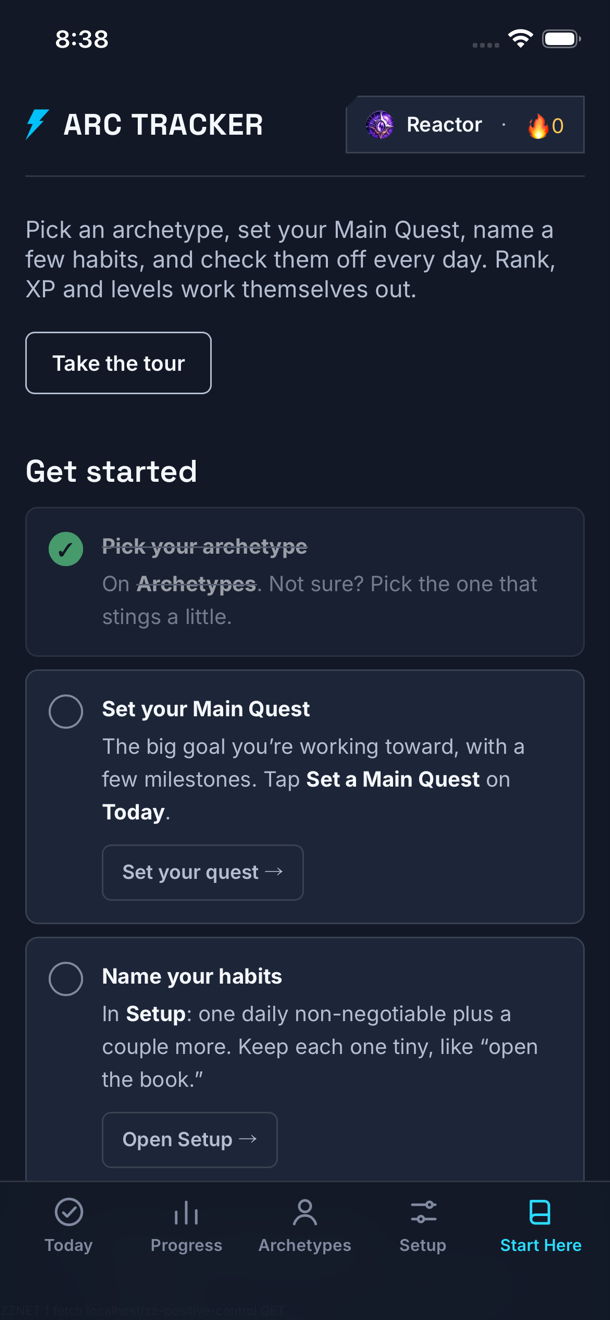 8:38
ARC TRACKER
Reactor · 🔥0
Pick an archetype, set your Main Quest, name a
few habits, and check them off every day. Rank,
XP and levels work themselves out.
Take the tour
Get started
✓ Pick your archetype
On Archetypes. Not sure? Pick the one that
stings a little.
Set your Main Quest
The big goal you’re working toward, with a
few milestones. Tap Set a Main Quest on
Today.
Set your quest →
Name your habits
In Setup: one daily non-negotiable plus a
couple more. Keep each one tiny, like “open
the book.”
Open Setup →
Today Progress Archetypes Setup Start Here